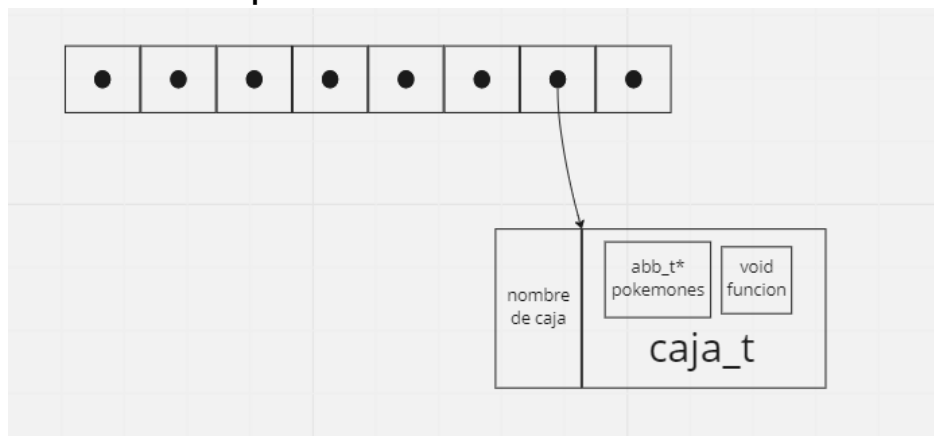 nombre
de caja
abb_t*
pokemones
void
funcion
caja_t